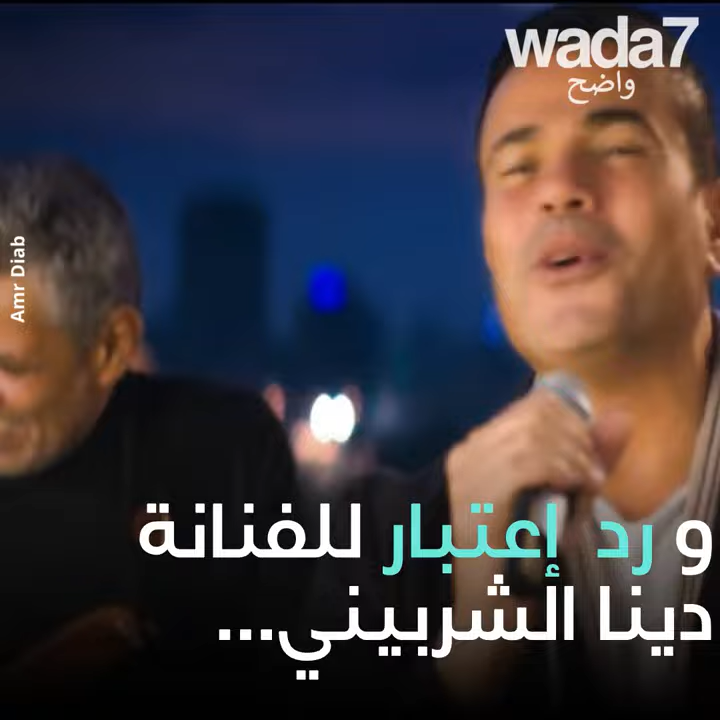 wada7
واضح
Amr Diab
و رد إعتبار للفنانة
دينا الشربيني...